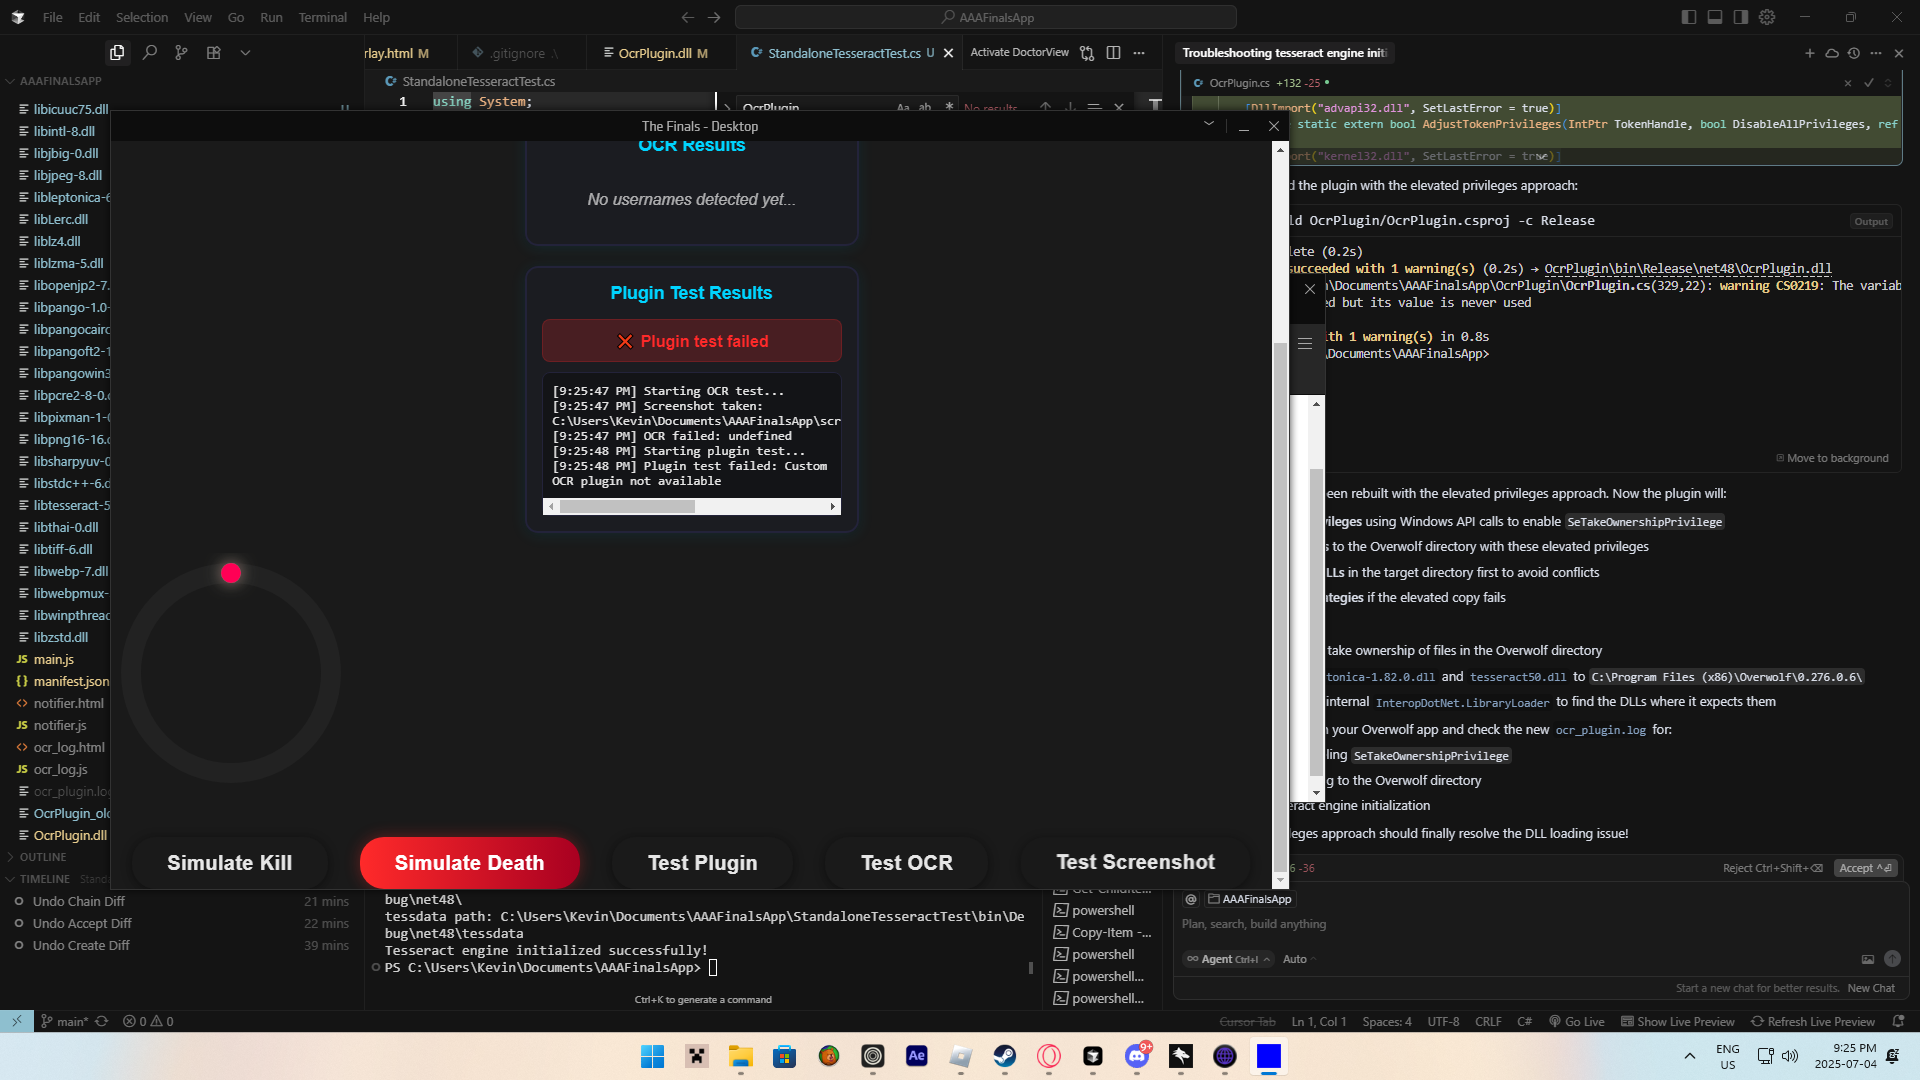 File Edit Selection View Go Run Terminal Help
AAAFinalsApp
rlay.html M
.gitignore
OcrPlugin.dll M
StandaloneTesseractTest.cs U
Activate DoctorView
Troubleshooting tesseract engine initi
AAAFINALSAPP
StandaloneTesseractTest.cs
1 using System;
OcrPlugin
Aa ab * No results
OcrPlugin.cs +132 -25
[DllImport("advapi32.dll", SetLastError = true)]
static extern bool AdjustTokenPrivileges(IntPtr TokenHandle, bool DisableAllPrivileges, ref
ort("kernel32.dll", SetLastError = true)]
libicuuc75.dll
libintl-8.dll
libjbig-0.dll
libjpeg-8.dll
libleptonica-6
libLerc.dll
liblz4.dll
liblzma-5.dll
libopenjp2-7.
libpango-1.0-
libpangocairo
libpangoft2-1
libpangowin3
libpcre2-8-0.d
libpixman-1-0
libpng16-16.d
libsharpyuv-0
libstdc++-6.d
libtesseract-5
libthai-0.dll
libtiff-6.dll
libwebp-7.dll
libwebpmux-
libwinpthread
libzstd.dll
JS main.js
{} manifest.json
<> notifier.html
JS notifier.js
<> ocr_log.html
JS ocr_log.js
ocr_plugin.log
OcrPlugin_old
OcrPlugin.dll
OUTLINE
TIMELINE Standa
Undo Chain Diff 21 mins
Undo Accept Diff 22 mins
Undo Create Diff 39 mins
The Finals - Desktop
OCR Results
No usernames detected yet...
Plugin Test Results
❌ Plugin test failed
[9:25:47 PM] Starting OCR test...
[9:25:47 PM] Screenshot taken:
C:\Users\Kevin\Documents\AAAFinalsApp\scr
[9:25:47 PM] OCR failed: undefined
[9:25:48 PM] Starting plugin test...
[9:25:48 PM] Plugin test failed: Custom
OCR plugin not available
Simulate Kill
Simulate Death
Test Plugin
Test OCR
Test Screenshot
d the plugin with the elevated privileges approach:
ld OcrPlugin/OcrPlugin.csproj -c Release
Output
lete (0.2s)
succeeded with 1 warning(s) (0.2s) → OcrPlugin\bin\Release\net48\OcrPlugin.dll
n\Documents\AAAFinalsApp\OcrPlugin\OcrPlugin.cs(329,22): warning CS0219: The variab
ed but its value is never used
th 1 warning(s) in 0.8s
\Documents\AAAFinalsApp>
Move to background
een rebuilt with the elevated privileges approach. Now the plugin will:
vileges using Windows API calls to enable SeTakeOwnershipPrivilege
s to the Overwolf directory with these elevated privileges
LLs in the target directory first to avoid conflicts
ategies if the elevated copy fails
take ownership of files in the Overwolf directory
tonica-1.82.0.dll and tesseract50.dll to C:\Program Files (x86)\Overwolf\0.276.0.6\
internal InteropDotNet.LibraryLoader to find the DLLs where it expects them
n your Overwolf app and check the new ocr_plugin.log for:
ling SeTakeOwnershipPrivilege
g to the Overwolf directory
eract engine initialization
leges approach should finally resolve the DLL loading issue!
6 -36
Reject Ctrl+Shift+⌫
Accept ^⏎
bug\net48\
tessdata path: C:\Users\Kevin\Documents\AAAFinalsApp\StandaloneTesseractTest\bin\De
bug\net48\tessdata
Tesseract engine initialized successfully!
PS C:\Users\Kevin\Documents\AAAFinalsApp>
Ctrl+K to generate a command
Get-ChildIte...
powershell
Copy-Item -...
powershell
powershell...
powershell...
@ AAAFinalsApp
Plan, search, build anything
∞ Agent Ctrl+I
Auto
Start a new chat for better results. New Chat
main*
0 0
Cursor Tab
Ln 1, Col 1
Spaces: 4
UTF-8
CRLF
C#
Go Live
Show Live Preview
Refresh Live Preview
Ae
9+
ENG
US
9:25 PM
2025-07-04